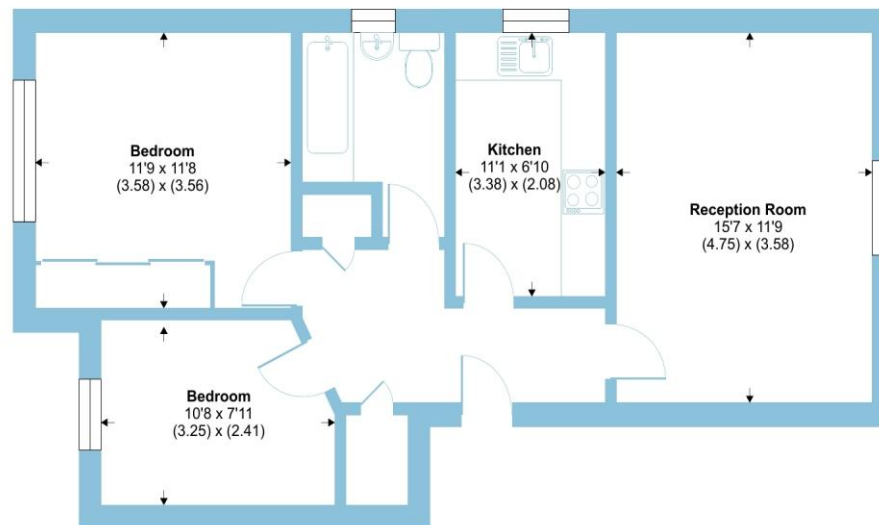 Bedroom
11'9 x 11'8
(3.58) x (3.56)
Kitchen
11'1 x 6'10
(3.38) x (2.08)
Reception Room
15'7 x 11'9
(4.75) x (3.58)
Bedroom
10'8 x 7'11
(3.25) x (2.41)